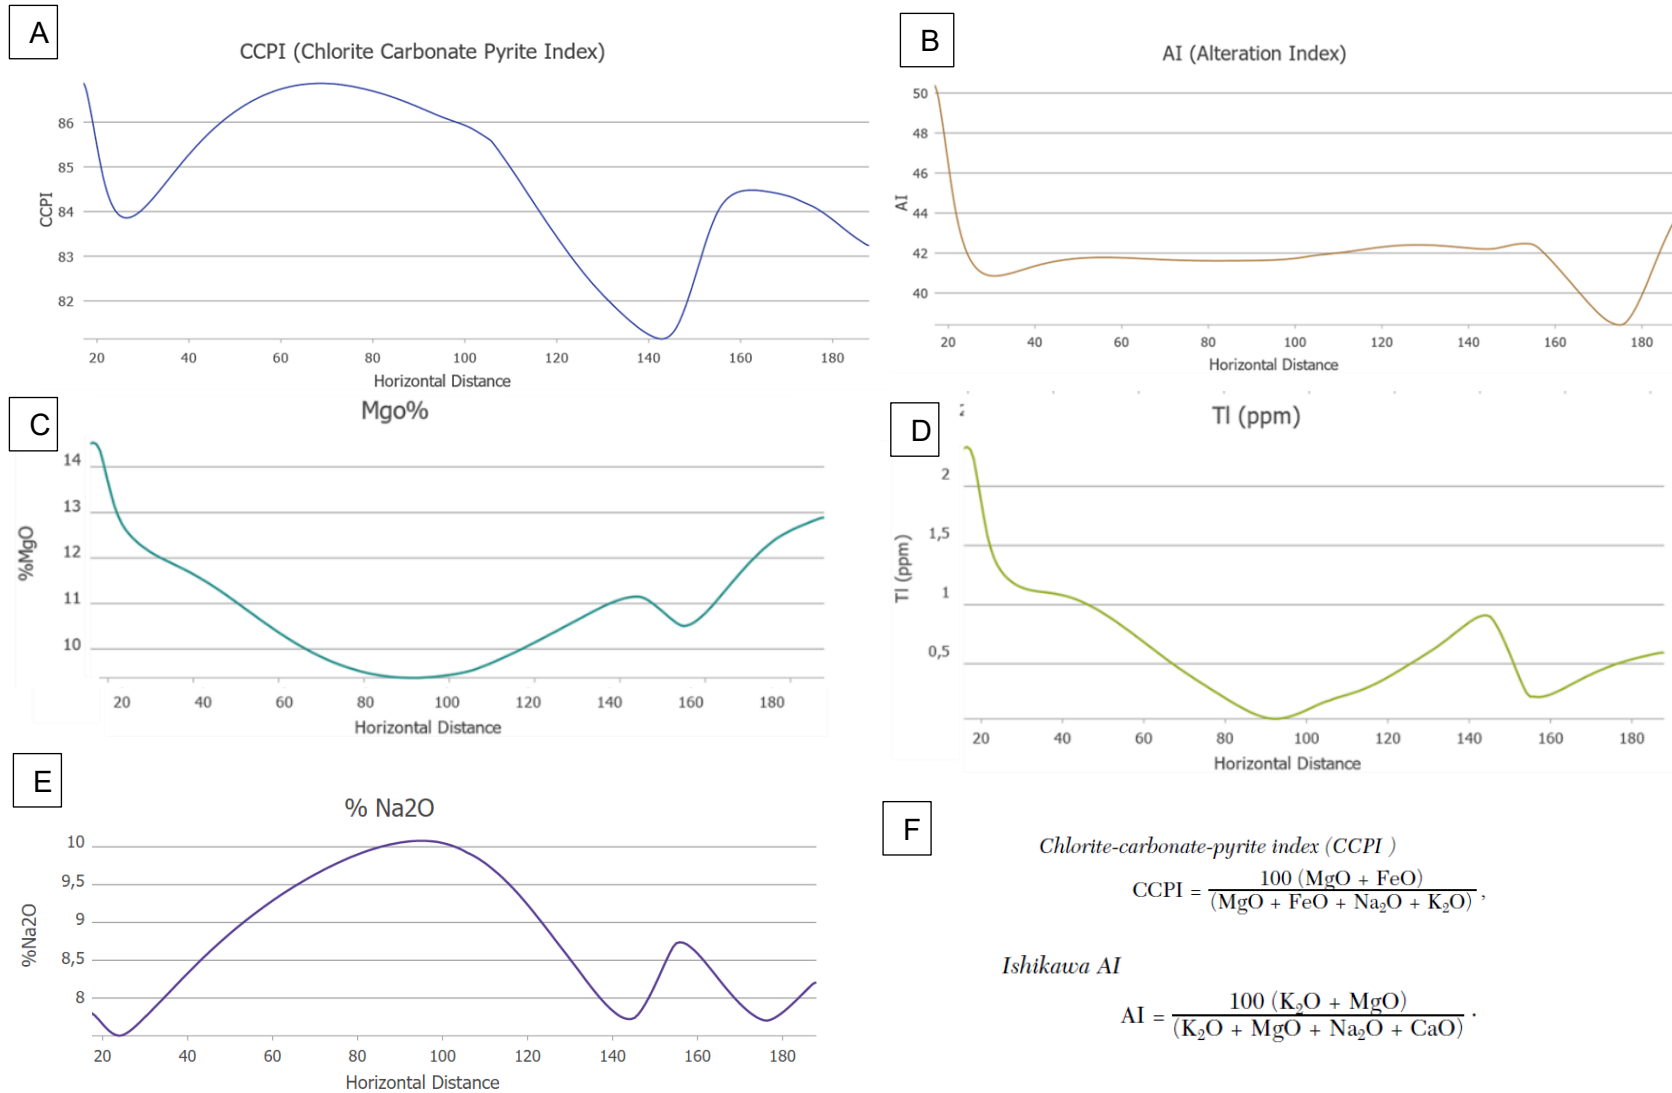 A
CCPI (Chlorite Carbonate Pyrite Index)
CCPI
86
85
84
83
82
20 40 60 80 100 120 140 160 180
Horizontal Distance
B
AI (Alteration Index)
AI
50
48
46
44
42
40
20 40 60 80 100 120 140 160 180
Horizontal Distance
C
Mgo%
%MgO
14
13
12
11
10
20 40 60 80 100 120 140 160 180
Horizontal Distance
D
Tl (ppm)
Tl (ppm)
2
1,5
1
0,5
20 40 60 80 100 120 140 160 180
Horizontal Distance
E
% Na2O
%Na2O
10
9,5
9
8,5
8
20 40 60 80 100 120 140 160 180
Horizontal Distance
F
Chlorite-carbonate-pyrite index (CCPI )
CCPI = 100 (MgO + FeO) / (MgO + FeO + Na₂O + K₂O) ,
Ishikawa AI
AI = 100 (K₂O + MgO) / (K₂O + MgO + Na₂O + CaO) .